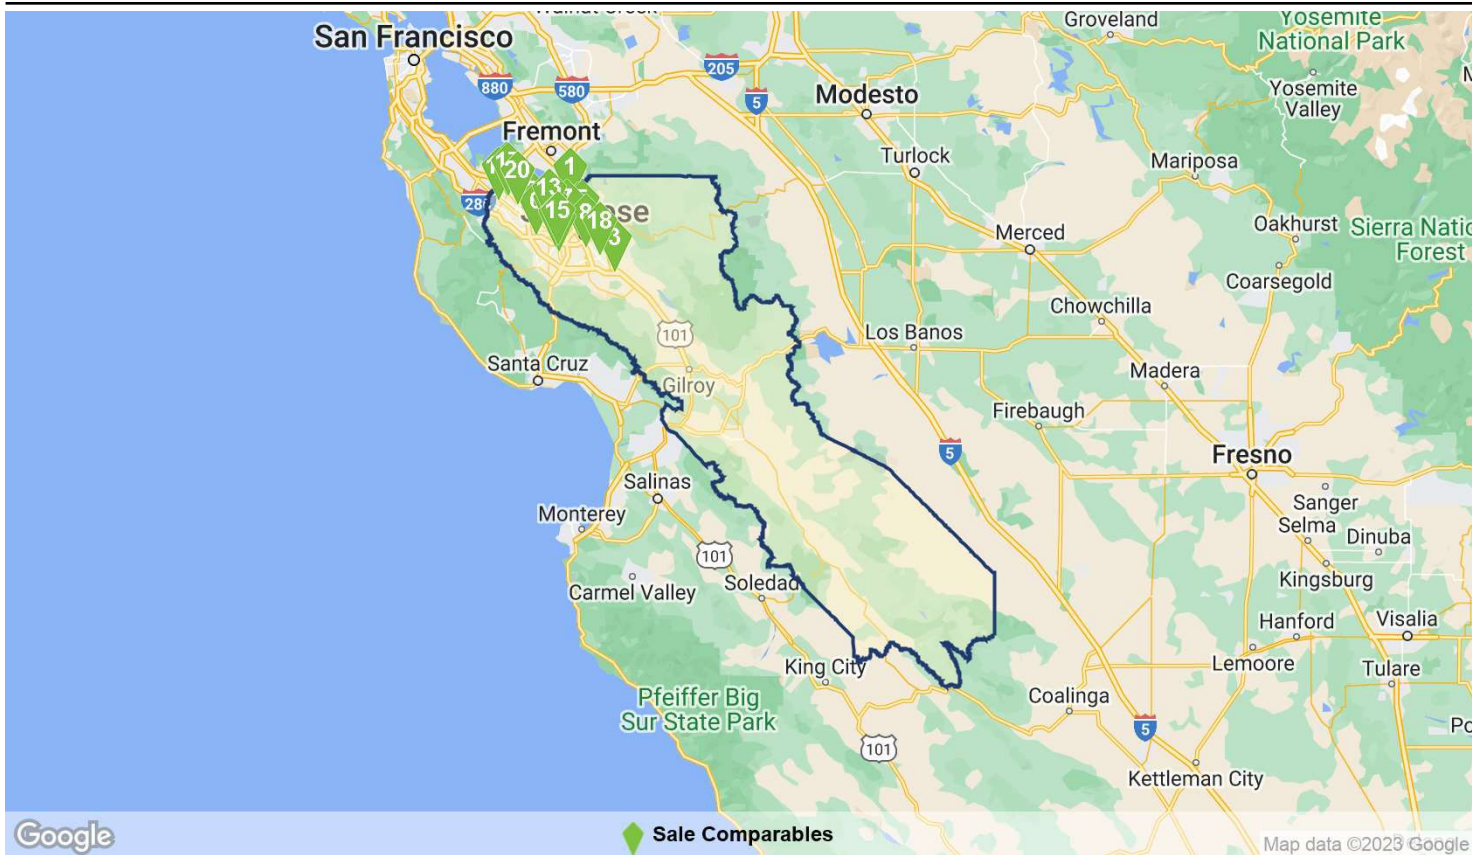 Groveland
Yosemite
National Park
San Francisco
205
880
580
5
Modesto
Yosemite
Valley
Fremont
Turlock
Mariposa
1
20
13
280
15
8
18
3
Oakhurst
Merced
Sierra
Forest
Coarsegold
Chowchilla
101
Los Banos
Santa Cruz
Madera
Gilroy
Firebaugh
5
Fresno
Salinas
Sanger
Selma
Monterey
Dinuba
101
Soledad
Kingsburg
Carmel Valley
Hanford
Visalia
Lemoore
King City
Tulare
Pfeiffer Big
Sur State Park
Coalinga
5
101
Kettleman City
Google
Sale Comparables
Map data ©2023 Google